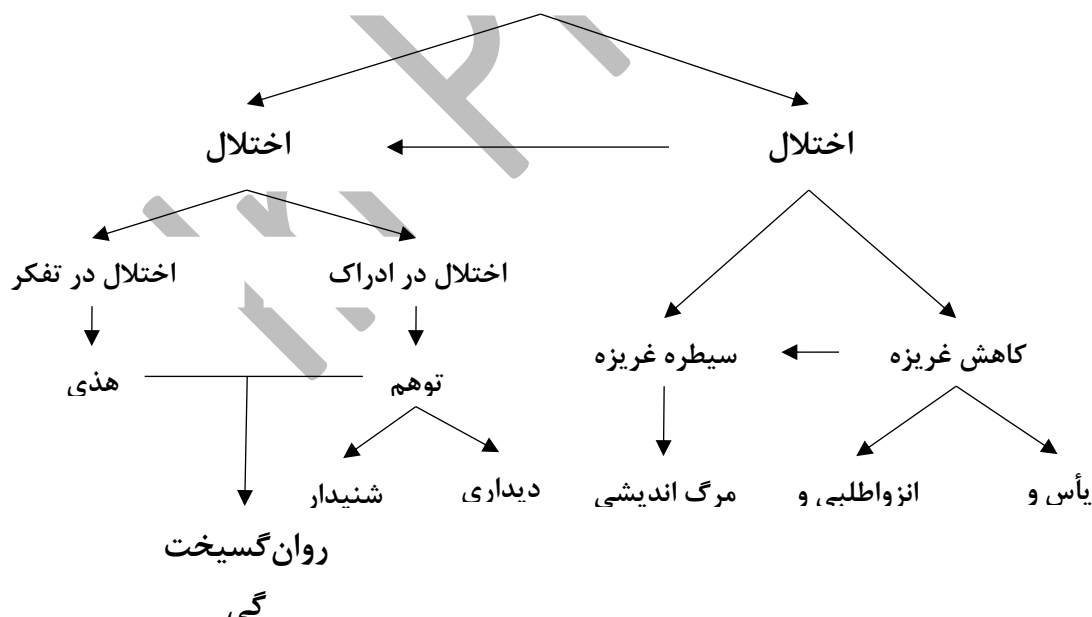 اختلال
اختلال
اختلال در ادراک
اختلال در تفکر
کاهش غریزه
سیطره غریزه
توهم
هذی
یأس و
انزواطلبی و
مرگ اندیشی
دیداری
شنیدار
روان‌گسیخت
گی